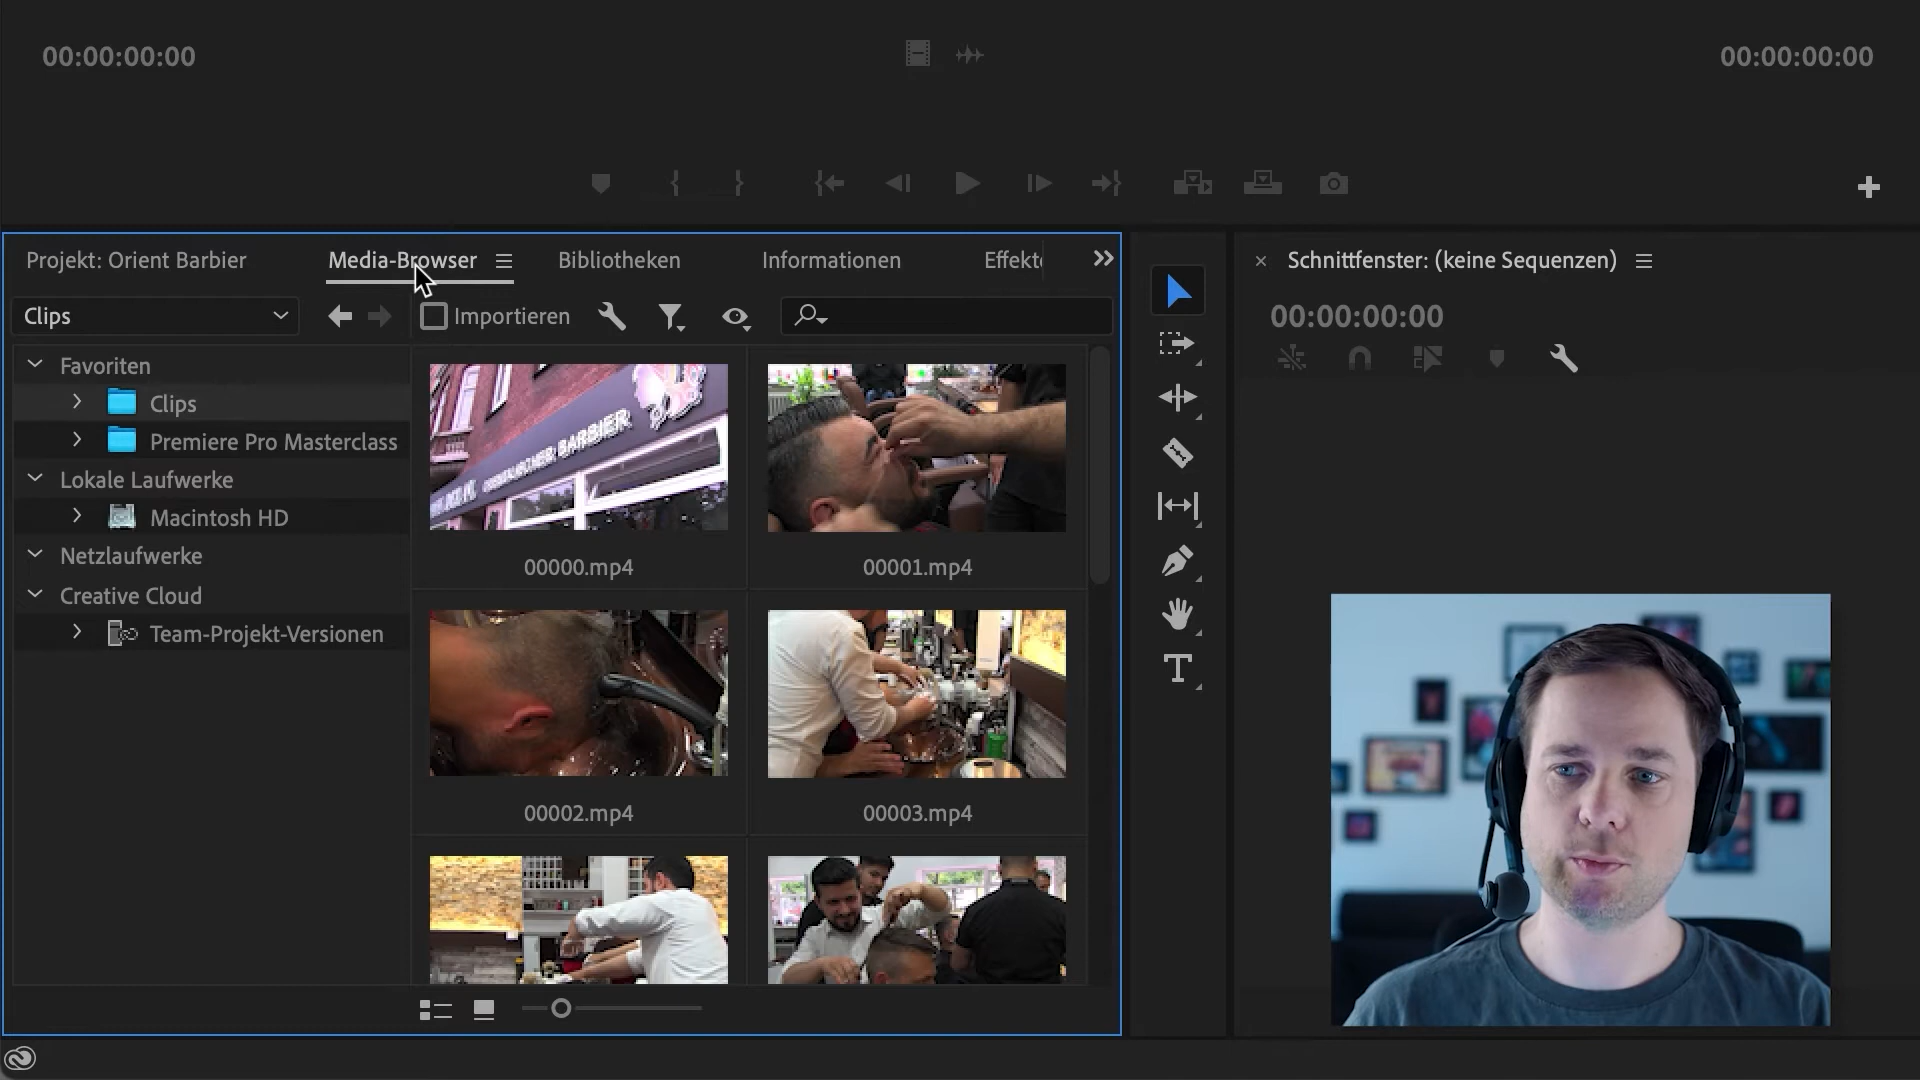 00:00:00:00
00:00:00:00
Projekt: Orient Barbier
Media-Browser
Bibliotheken
Informationen
Effekt
Schnittfenster: (keine Sequenzen)
Clips
Importieren
00:00:00:00
Favoriten
Clips
Premiere Pro Masterclass
Lokale Laufwerke
Macintosh HD
Netzlaufwerke
Creative Cloud
Team-Projekt-Versionen
BARBIER
00000.mp4
00001.mp4
00002.mp4
00003.mp4